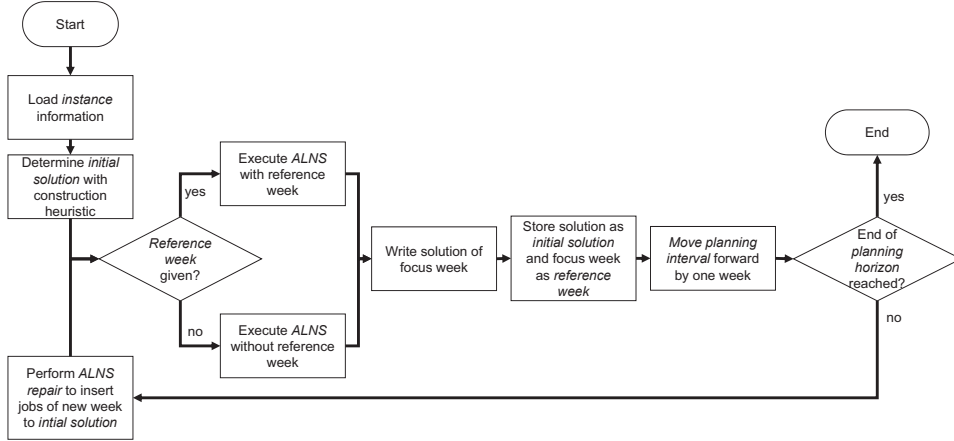 Start
Load instance
information
Determine initial
solution with
construction
heuristic
Reference
week
given?
yes
Execute ALNS
with reference
week
no
Execute ALNS
without reference
week
Write solution of
focus week
Store solution as
initial solution
and focus week
as reference
week
Move planning
interval forward
by one week
End of
planning
horizon
reached?
yes
End
no
Perform ALNS
repair to insert
jobs of new week
to intial solution